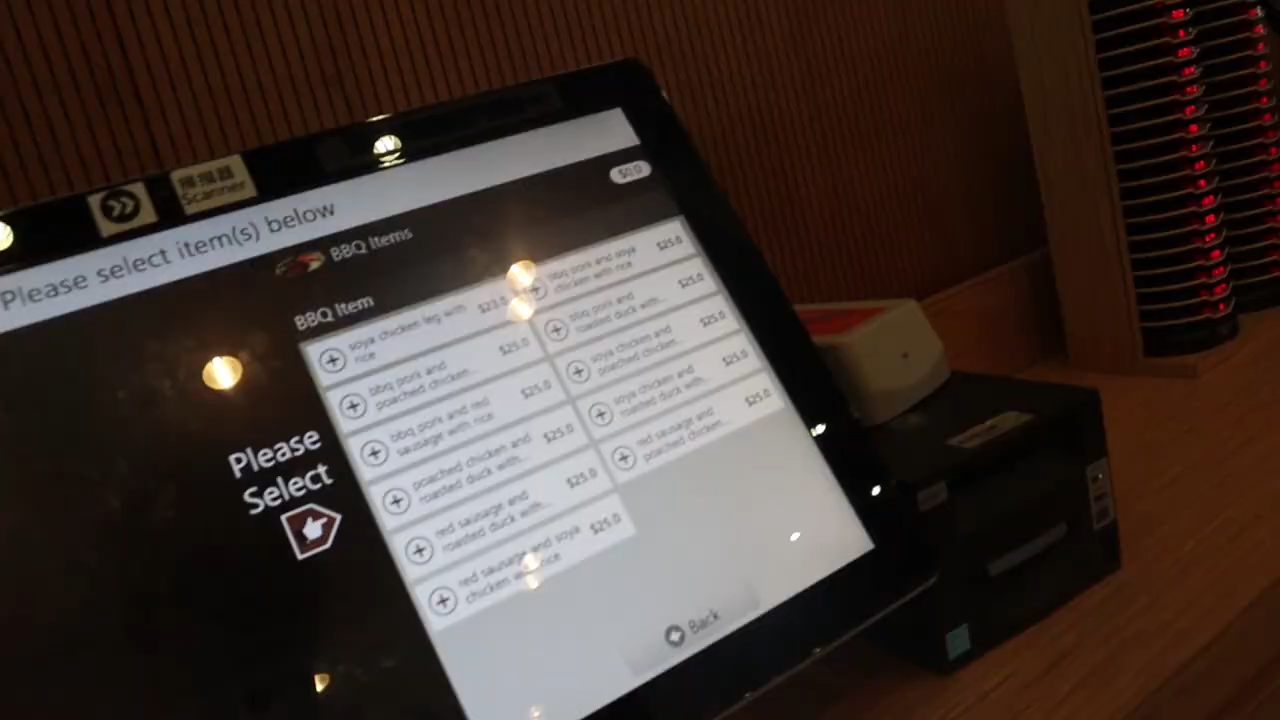 掃描器
Scanner
Please select item(s) below
$0.0
BBQ Items
BBQ Item
Please
Select
soya chicken leg with
rice
$23.0
bbq pork and soya
chicken with rice
$25.0
bbq pork and
poached chicken...
$25.0
bbq pork and
roasted duck with...
$25.0
bbq pork and red
sausage with rice
$25.0
soya chicken and
poached chicken...
$25.0
poached chicken and
roasted duck with...
$25.0
soya chicken and
roasted duck with...
$25.0
red sausage and
roasted duck with...
$25.0
red sausage and
poached chicken...
$25.0
red sausage and soya
chicken with rice
$25.0
Back